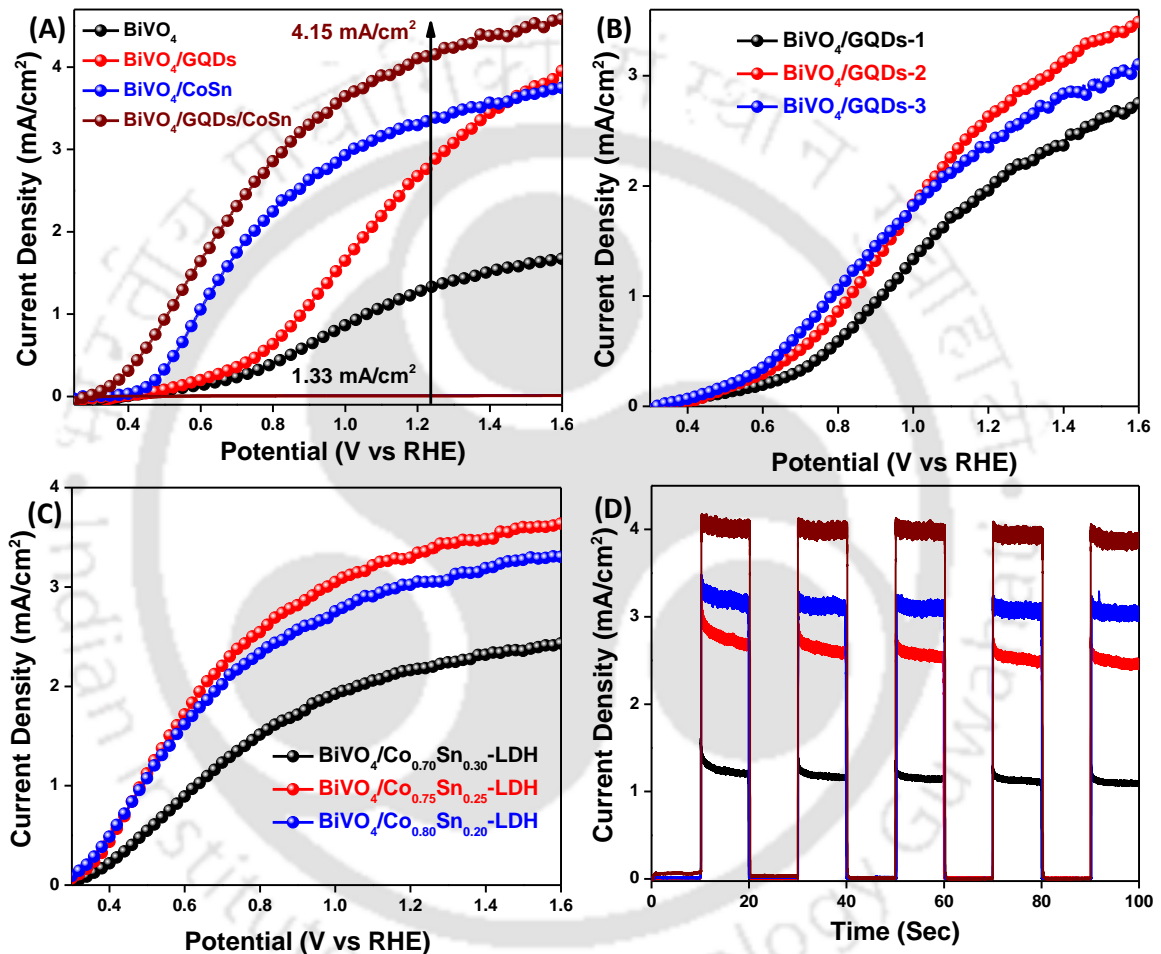 (A)
BiVO₄
BiVO₄/GQDs
BiVO₄/CoSn
BiVO₄/GQDs/CoSn
4.15 mA/cm²
1.33 mA/cm²
Current Density (mA/cm²)
0
1
2
3
4
0.4 0.6 0.8 1.0 1.2 1.4 1.6
Potential (V vs RHE)
(B)
BiVO₄/GQDs-1
BiVO₄/GQDs-2
BiVO₄/GQDs-3
Current Density (mA/cm²)
0
1
2
3
0.4 0.6 0.8 1.0 1.2 1.4 1.6
Potential (V vs RHE)
(C)
BiVO₄/Co₀.₇₀Sn₀.₃₀-LDH
BiVO₄/Co₀.₇₅Sn₀.₂₅-LDH
BiVO₄/Co₀.₈₀Sn₀.₂₀-LDH
Current Density (mA/cm²)
0
1
2
3
4
0.4 0.6 0.8 1.0 1.2 1.4 1.6
Potential (V vs RHE)
(D)
Current Density (mA/cm²)
0
1
2
3
4
0 20 40 60 80 100
Time (Sec)
Indian Institute of Technology Guwahati